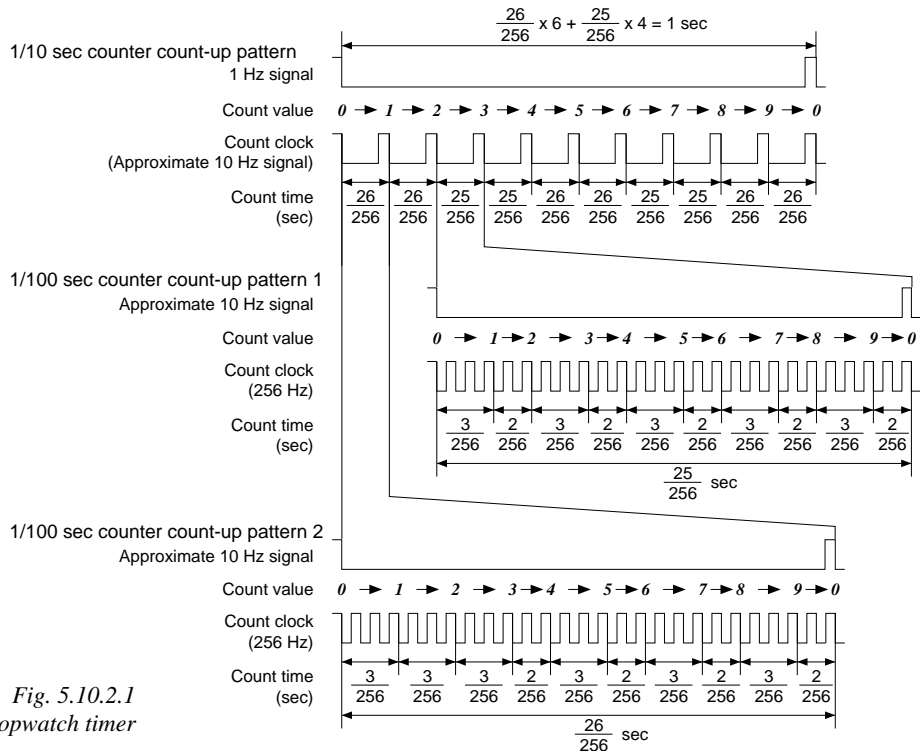 26/256 x 6 + 25/256 x 4 = 1 sec
1/10 sec counter count-up pattern
1 Hz signal
Count value 0 1 2 3 4 5 6 7 8 9 0
Count clock
(Approximate 10 Hz signal)
Count time
(sec)
26/256 26/256 25/256 25/256 26/256 26/256 25/256 25/256 26/256 26/256
1/100 sec counter count-up pattern 1
Approximate 10 Hz signal
Count value 0 1 2 3 4 5 6 7 8 9 0
Count clock
(256 Hz)
Count time
(sec)
3/256 2/256 3/256 2/256 3/256 2/256 3/256 2/256 3/256 2/256
25/256 sec
1/100 sec counter count-up pattern 2
Approximate 10 Hz signal
Count value 0 1 2 3 4 5 6 7 8 9 0
Count clock
(256 Hz)
Count time
(sec)
3/256 3/256 3/256 2/256 3/256 2/256 3/256 2/256 3/256 2/256
26/256 sec
Fig. 5.10.2.1
opwatch timer